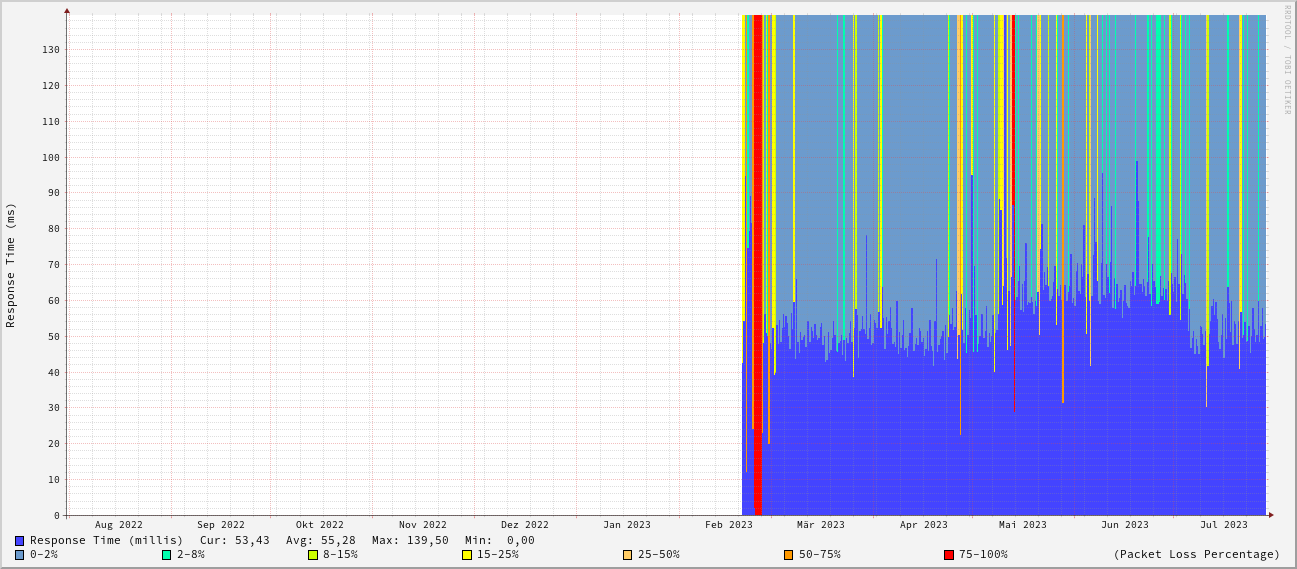 RRDTOOL / TOBI OETIKER
Response Time (ms)
130
120
110
100
90
80
70
60
50
40
30
20
10
0
Aug 2022 Sep 2022 Okt 2022 Nov 2022 Dez 2022 Jan 2023 Feb 2023 Mär 2023 Apr 2023 Mai 2023 Jun 2023 Jul 2023
Response Time (millis) Cur: 53,43 Avg: 55,28 Max: 139,50 Min: 0,00
0-2% 2-8% 8-15% 15-25% 25-50% 50-75% 75-100% (Packet Loss Percentage)